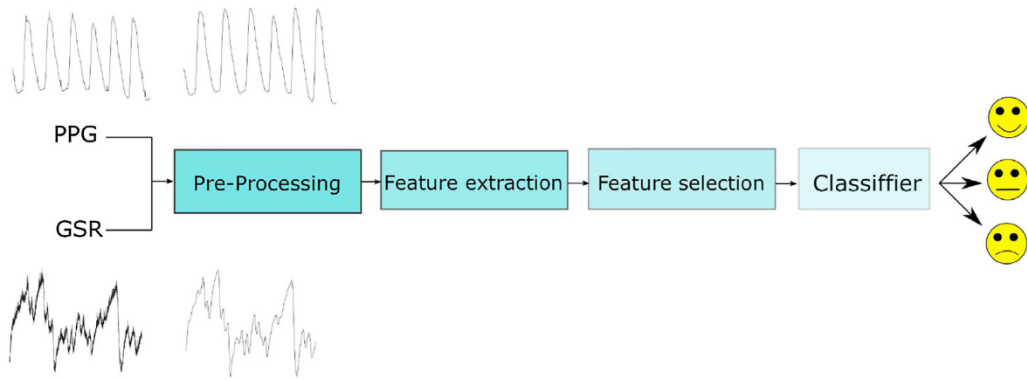 PPG
GSR
Pre-Processing
Feature extraction
Feature selection
Classiffier